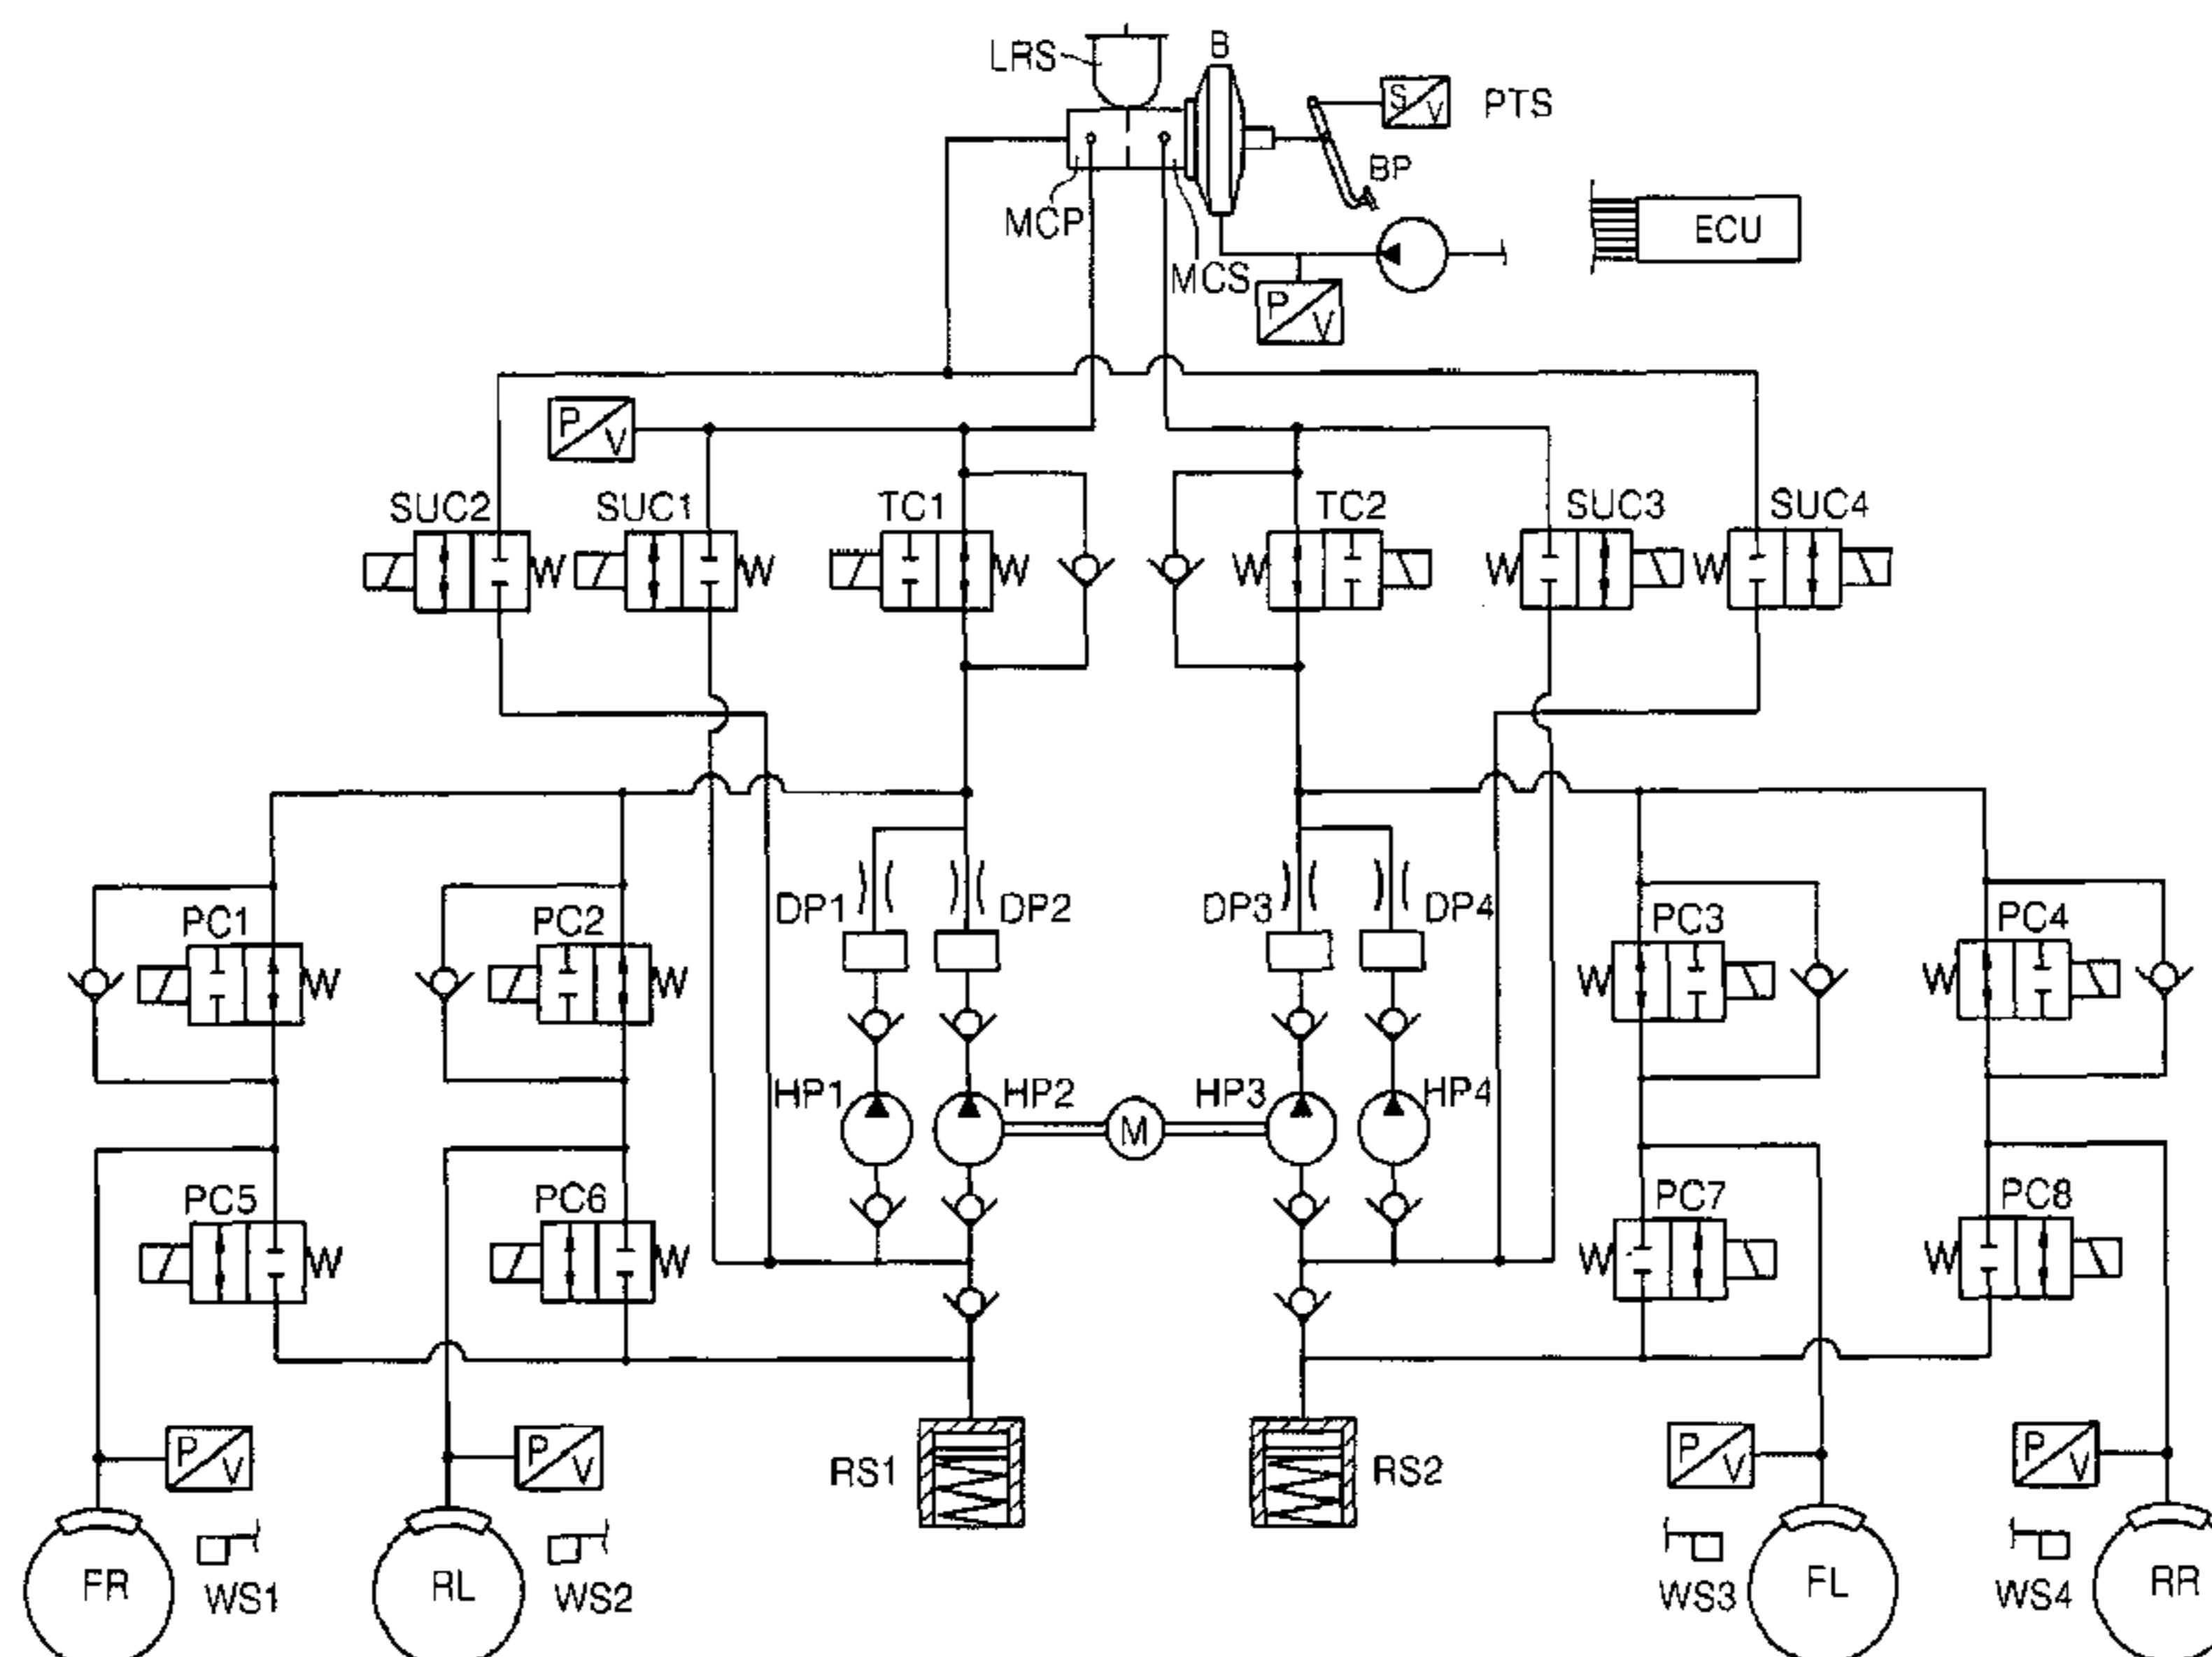 LRS
B
S/V
PTS
BP
MCP
MCS
P/V
ECU
P/V
SUC2
SUC1
TC1
TC2
SUC3
SUC4
W
W
W
W
W
W
DP1
DP2
DP3
DP4
PC1
PC2
PC3
PC4
W
W
W
W
HP1
HP2
M
HP3
HP4
PC5
PC6
PC7
PC8
W
W
W
W
P/V
P/V
RS1
RS2
P/V
P/V
FR
WS1
RL
WS2
WS3
FL
WS4
RR